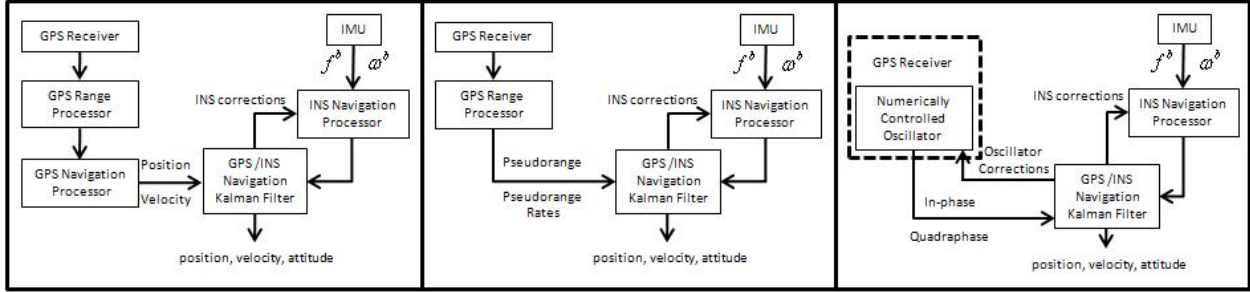 GPS Receiver
IMU
f^b ω^b
GPS Range
Processor
INS corrections
INS Navigation
Processor
GPS Navigation
Processor
Position
Velocity
GPS /INS
Navigation
Kalman Filter
position, velocity, attitude
GPS Receiver
IMU
f^b ω^b
GPS Range
Processor
INS corrections
INS Navigation
Processor
Pseudorange
Pseudorange
Rates
GPS /INS
Navigation
Kalman Filter
position, velocity, attitude
IMU
f^b ω^b
GPS Receiver
Numerically
Controlled
Oscillator
INS corrections
INS Navigation
Processor
Oscillator
Corrections
GPS /INS
Navigation
Kalman Filter
In-phase
Quadraphase
position, velocity, attitude